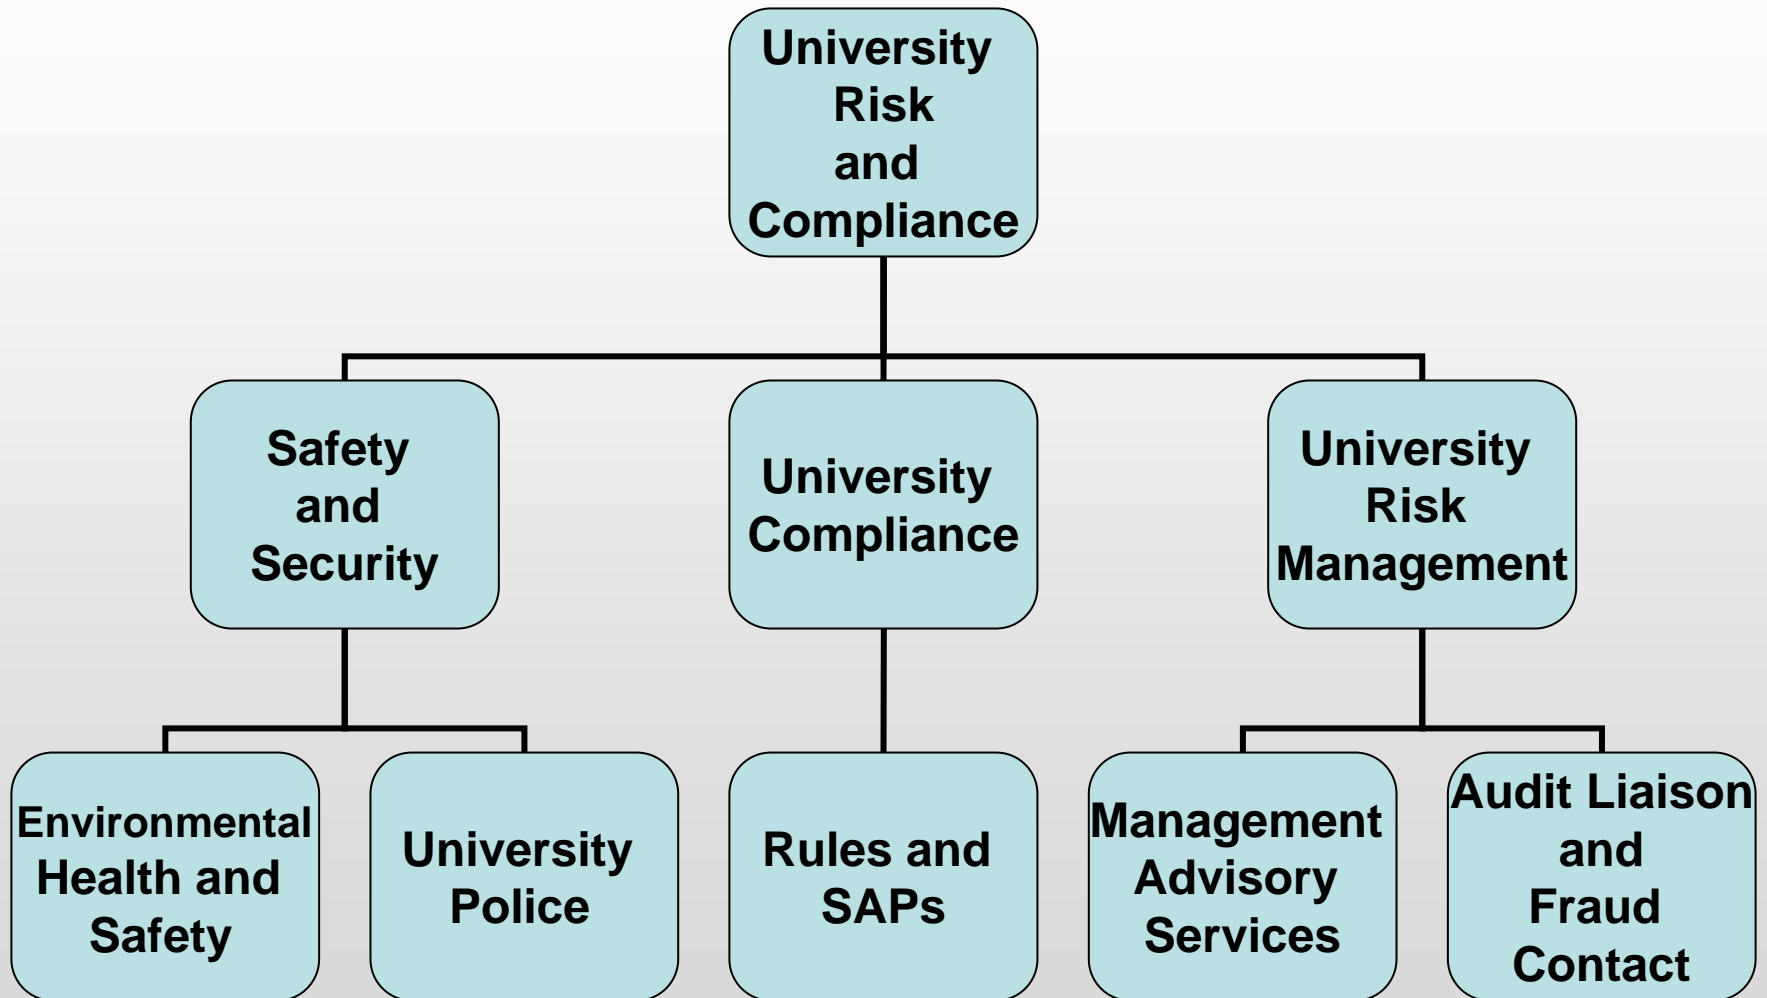 University
Risk
and
Compliance
Safety
and
Security
University
Compliance
University
Risk
Management
Environmental
Health and
Safety
University
Police
Rules and
SAPs
Management
Advisory
Services
Audit Liaison
and
Fraud
Contact